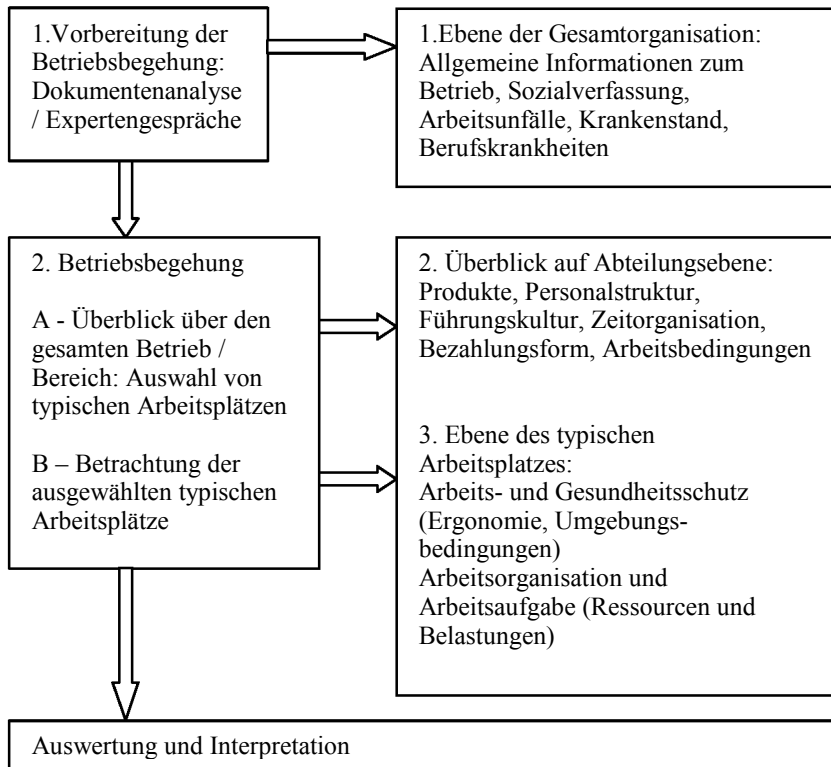 1.Vorbereitung der
Betriebsbegehung:
Dokumentenanalyse
/ Expertengespräche
1.Ebene der Gesamtorganisation:
Allgemeine Informationen zum
Betrieb, Sozialverfassung,
Arbeitsunfälle, Krankenstand,
Berufskrankheiten
2. Betriebsbegehung
A - Überblick über den
gesamten Betrieb /
Bereich: Auswahl von
typischen Arbeitsplätzen
B – Betrachtung der
ausgewählten typischen
Arbeitsplätze
2. Überblick auf Abteilungsebene:
Produkte, Personalstruktur,
Führungskultur, Zeitorganisation,
Bezahlungsform, Arbeitsbedingungen
3. Ebene des typischen
Arbeitsplatzes:
Arbeits- und Gesundheitsschutz
(Ergonomie, Umgebungs-
bedingungen)
Arbeitsorganisation und
Arbeitsaufgabe (Ressourcen und
Belastungen)
Auswertung und Interpretation